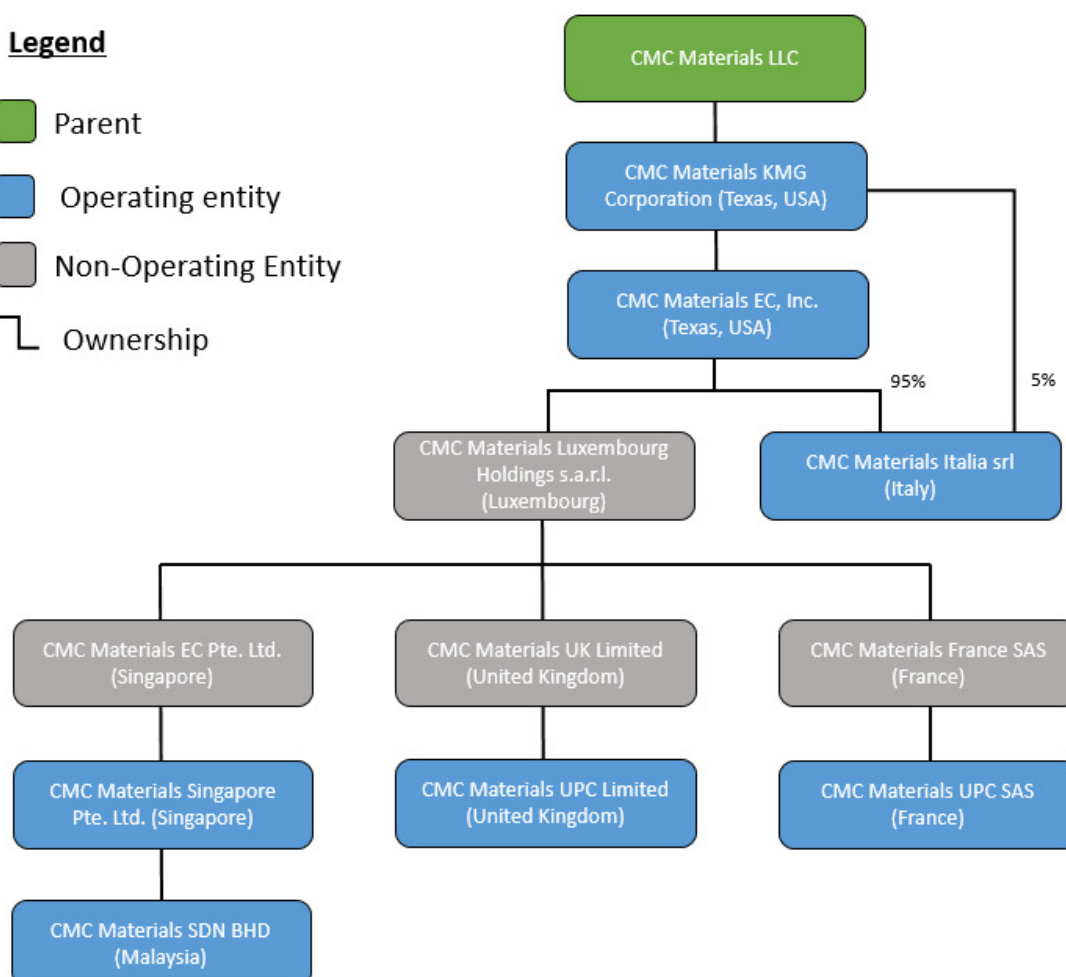 Legend
Parent
Operating entity
Non-Operating Entity
Ownership
CMC Materials LLC
CMC Materials KMG
Corporation (Texas, USA)
CMC Materials EC, Inc.
(Texas, USA)
95%
5%
CMC Materials Luxembourg
Holdings s.a.r.l.
(Luxembourg)
CMC Materials Italia srl
(Italy)
CMC Materials EC Pte. Ltd.
(Singapore)
CMC Materials UK Limited
(United Kingdom)
CMC Materials France SAS
(France)
CMC Materials Singapore
Pte. Ltd. (Singapore)
CMC Materials UPC Limited
(United Kingdom)
CMC Materials UPC SAS
(France)
CMC Materials SDN BHD
(Malaysia)